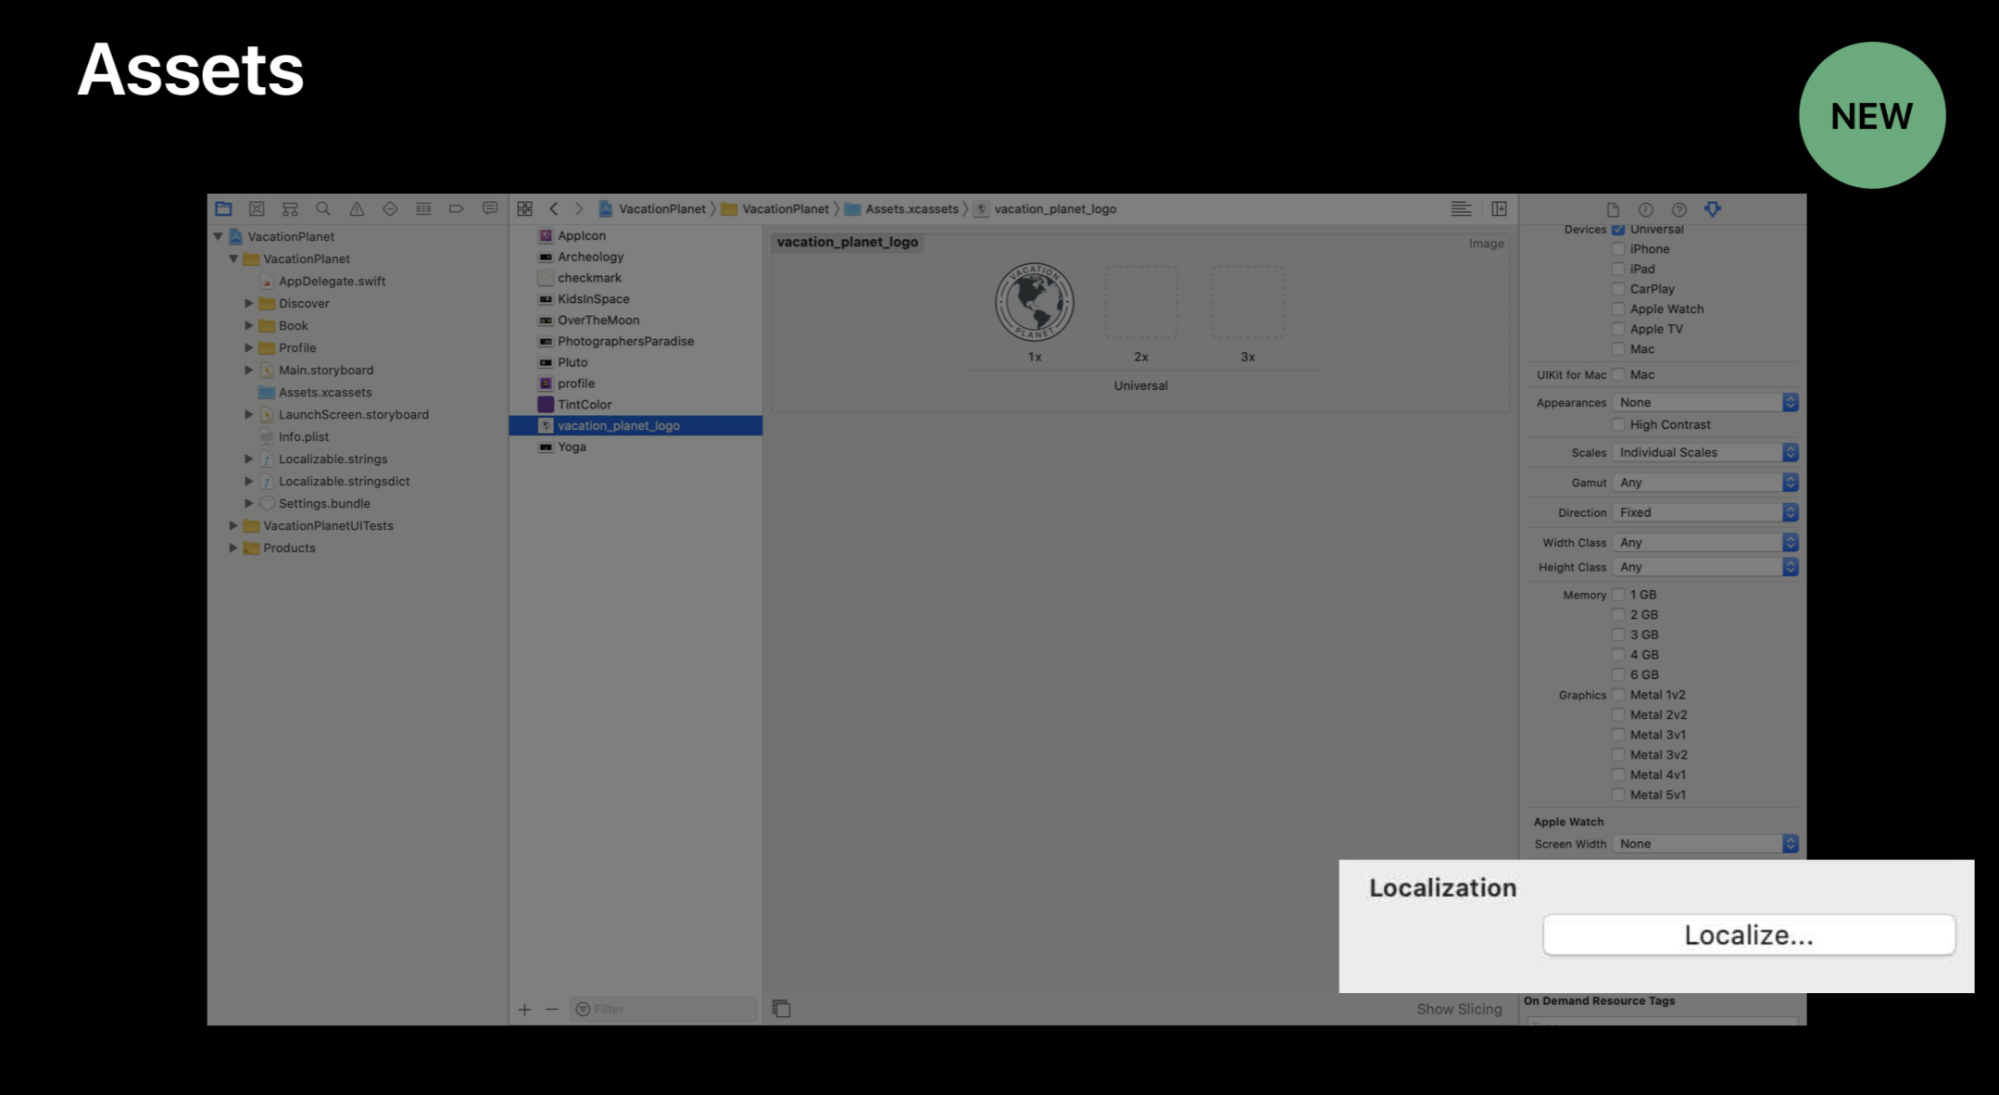 Assets
NEW
VacationPlanet
VacationPlanet
Assets.xcassets
vacation_planet_logo
VacationPlanet
VacationPlanet
AppDelegate.swift
Discover
Book
Profile
Main.storyboard
Assets.xcassets
LaunchScreen.storyboard
Info.plist
Localizable.strings
Localizable.stringsdict
Settings.bundle
VacationPlanetUITests
Products
AppIcon
Archeology
checkmark
KidsInSpace
OverTheMoon
PhotographersParadise
Pluto
profile
TintColor
vacation_planet_logo
Yoga
Filter
vacation_planet_logo
Image
VACATION
PLANET
1x
2x
3x
Universal
Show Slicing
Devices Universal
iPhone
iPad
CarPlay
Apple Watch
Apple TV
Mac
UIKit for Mac Mac
Appearances None
High Contrast
Scales Individual Scales
Gamut Any
Direction Fixed
Width Class Any
Height Class Any
Memory 1 GB
2 GB
3 GB
4 GB
6 GB
Graphics Metal 1v2
Metal 2v2
Metal 3v1
Metal 3v2
Metal 4v1
Metal 5v1
Apple Watch
Screen Width None
Localization
Localize...
On Demand Resource Tags